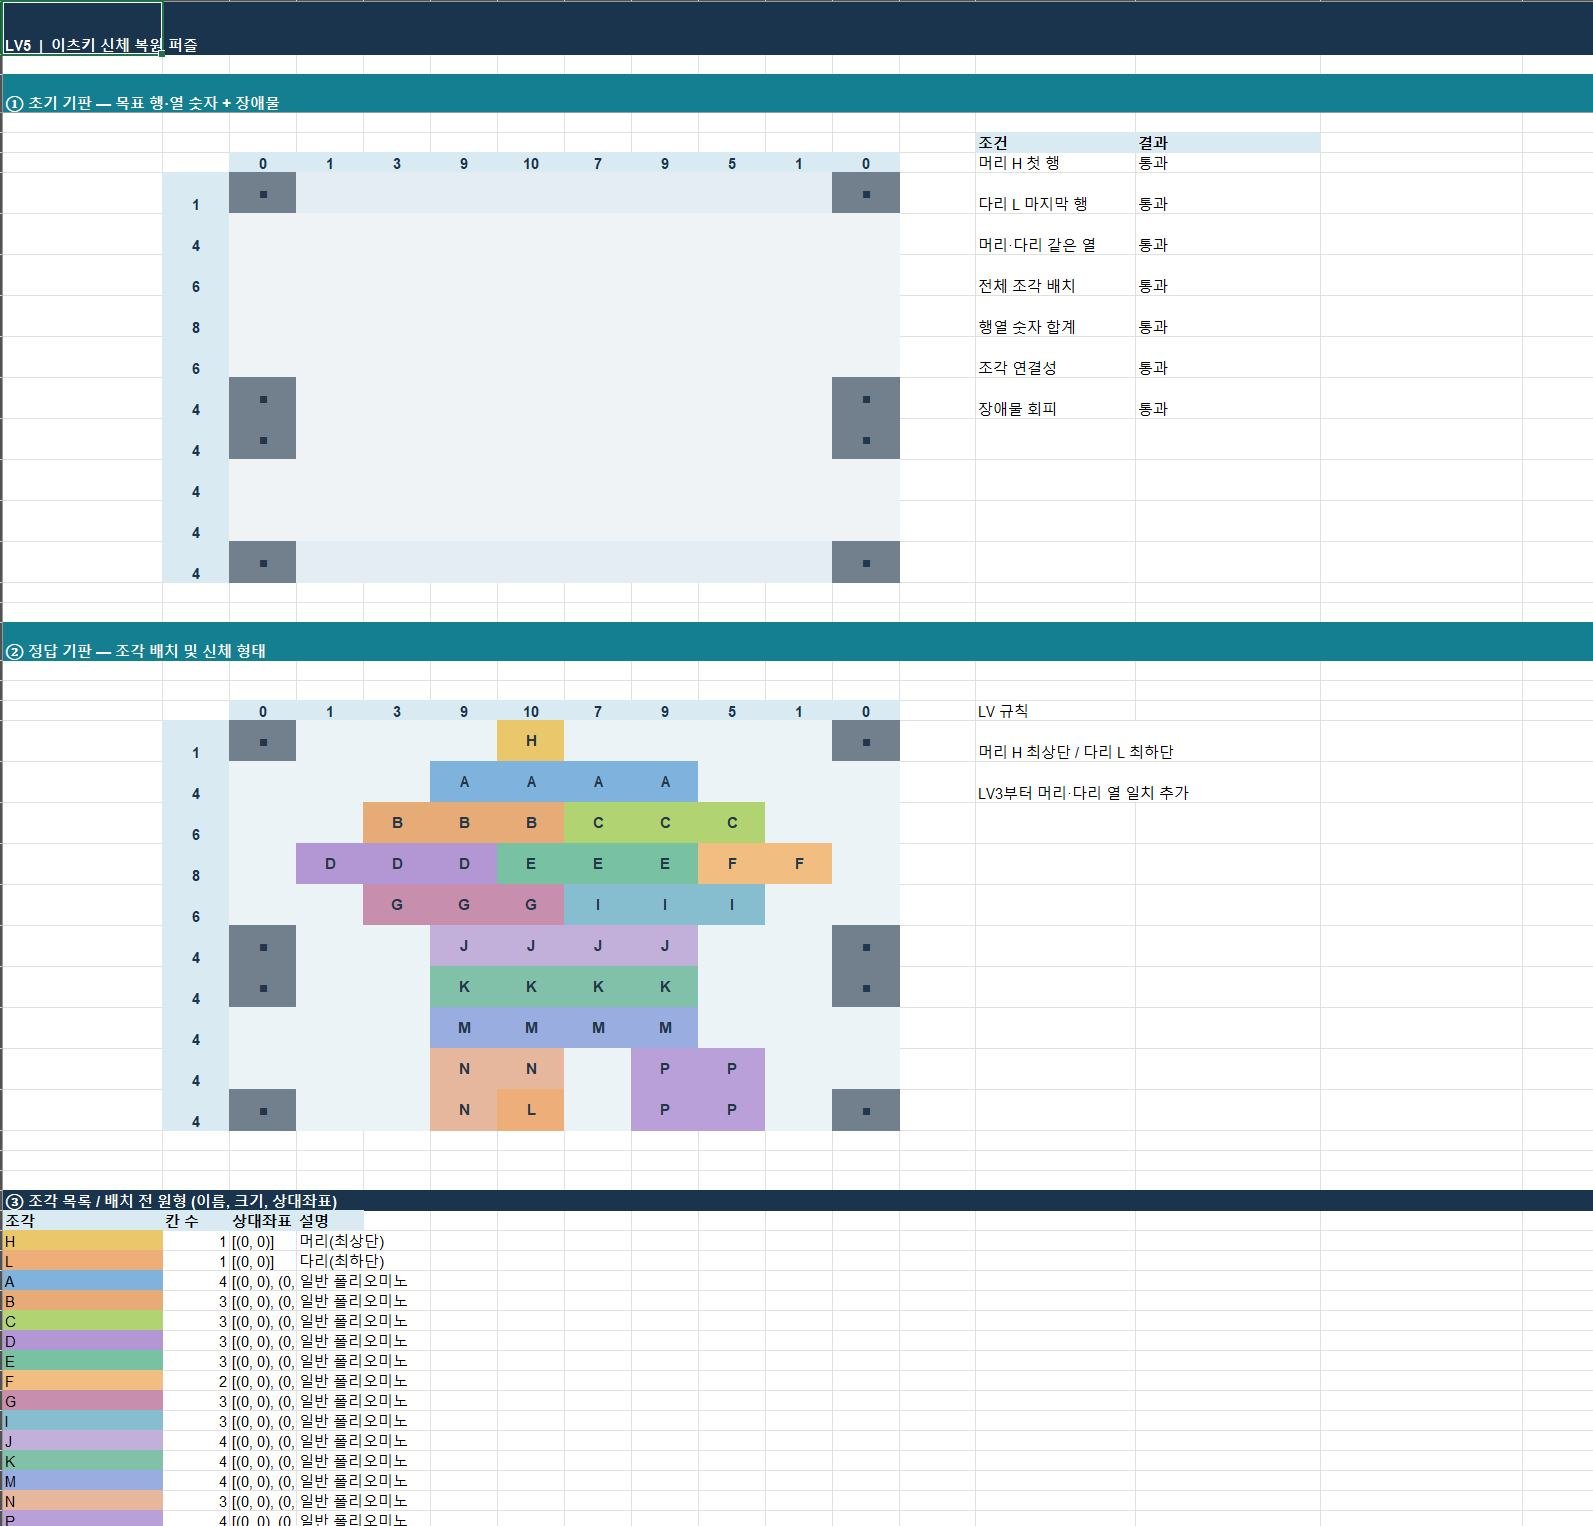 LV5 | 이츠키 신체 복원 퍼즐
① 초기 기판 — 목표 행·열 숫자 + 장애물
조건 결과
0 1 3 9 10 7 9 5 1 0 머리 H 첫 행 통과
■ ■
1 다리 L 마지막 행 통과
4 머리·다리 같은 열 통과
6 전체 조각 배치 통과
8 행열 숫자 합계 통과
6 조각 연결성 통과
■ ■
4 장애물 회피 통과
■ ■
4
4
4
■ ■
4
② 정답 기판 — 조각 배치 및 신체 형태
0 1 3 9 10 7 9 5 1 0 LV 규칙
■ H ■
1 머리 H 최상단 / 다리 L 최하단
A A A A
4 LV3부터 머리·다리 열 일치 추가
B B B C C C
6
D D D E E E F F
8
G G G I I I
6
■ J J J J ■
4
■ K K K K ■
4
M M M M
4
N N P P
4
■ N L P P ■
4
③ 조각 목록 / 배치 전 원형 (이름, 크기, 상대좌표)
조각 칸 수 상대좌표 설명
H 1 [(0, 0)] 머리(최상단)
L 1 [(0, 0)] 다리(최하단)
A 4 [(0, 0), (0, 일반 폴리오미노
B 3 [(0, 0), (0, 일반 폴리오미노
C 3 [(0, 0), (0, 일반 폴리오미노
D 3 [(0, 0), (0, 일반 폴리오미노
E 3 [(0, 0), (0, 일반 폴리오미노
F 2 [(0, 0), (0, 일반 폴리오미노
G 3 [(0, 0), (0, 일반 폴리오미노
I 3 [(0, 0), (0, 일반 폴리오미노
J 4 [(0, 0), (0, 일반 폴리오미노
K 4 [(0, 0), (0, 일반 폴리오미노
M 4 [(0, 0), (0, 일반 폴리오미노
N 3 [(0, 0), (0, 일반 폴리오미노
P 4 [(0, 0), (0, 일반 폴리오미노